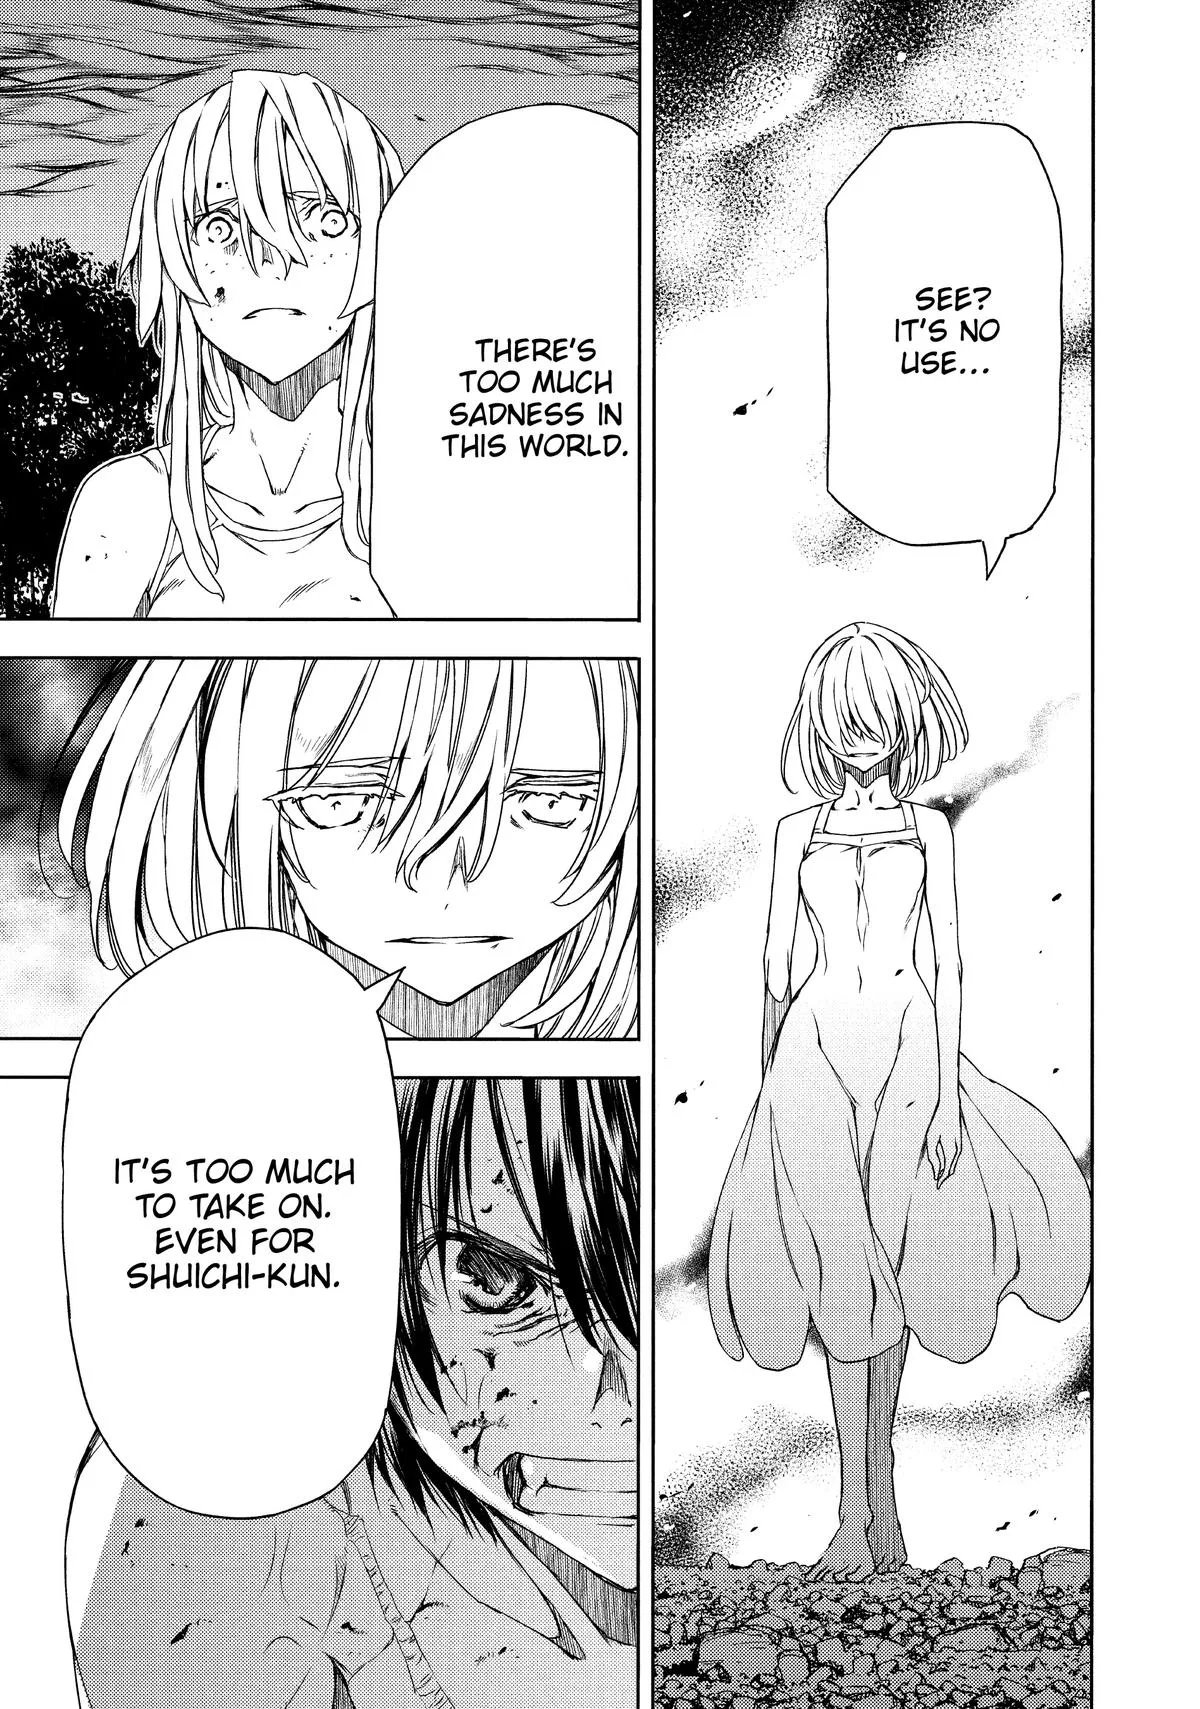 SEE?
IT'S NO
USE...
THERE'S
TOO MUCH
SADNESS IN
THIS WORLD.
IT'S TOO MUCH
TO TAKE ON.
EVEN FOR
SHUICHI-KUN.